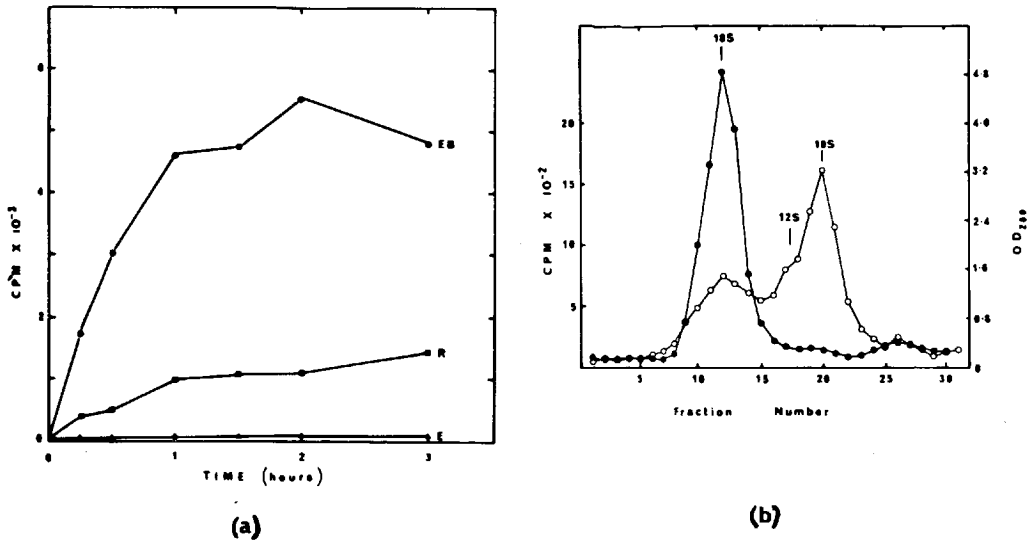 6
4
2
0
CPM X 10⁻³
EB
R
E
0
1
2
3
TIME (hours)
(a)
18S
12S
20
15
10
5
CPM X 10⁻²
4·8
4·0
3·2
2·4
1·6
0·8
0
OD
5
10
15
20
25
30
Fraction Number
(b)